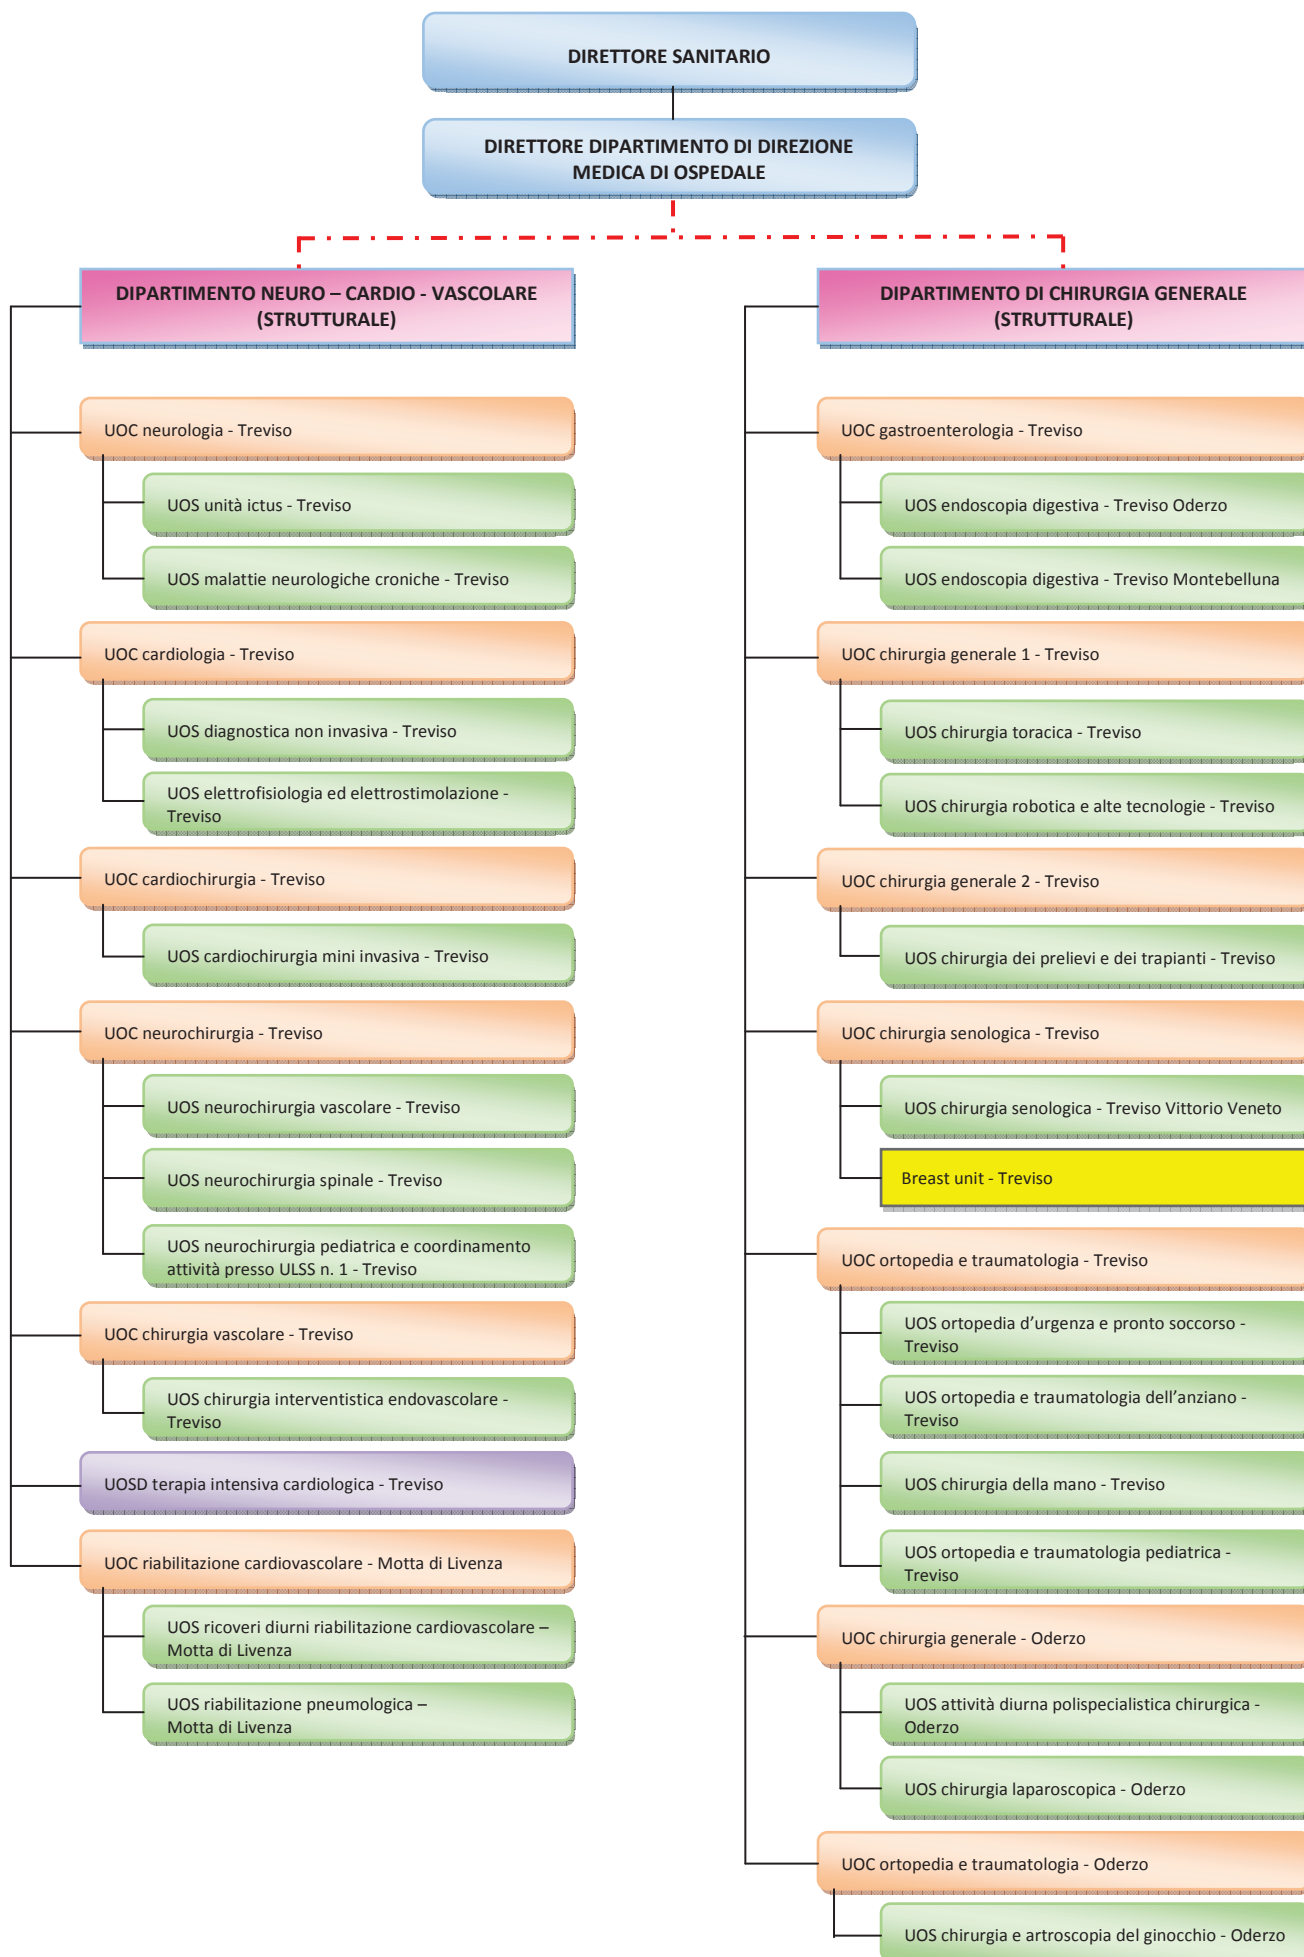 DIRETTORE SANITARIO
DIRETTORE DIPARTIMENTO DI DIREZIONE
MEDICA DI OSPEDALE
DIPARTIMENTO NEURO – CARDIO - VASCOLARE
(STRUTTURALE)
UOC neurologia - Treviso
UOS unità ictus - Treviso
UOS malattie neurologiche croniche - Treviso
UOC cardiologia - Treviso
UOS diagnostica non invasiva - Treviso
UOS elettrofisiologia ed elettrostimolazione -
Treviso
UOC cardiochirurgia - Treviso
UOS cardiochirurgia mini invasiva - Treviso
UOC neurochirurgia - Treviso
UOS neurochirurgia vascolare - Treviso
UOS neurochirurgia spinale - Treviso
UOS neurochirurgia pediatrica e coordinamento
attività presso ULSS n. 1 - Treviso
UOC chirurgia vascolare - Treviso
UOS chirurgia interventistica endovascolare -
Treviso
UOSD terapia intensiva cardiologica - Treviso
UOC riabilitazione cardiovascolare - Motta di Livenza
UOS ricoveri diurni riabilitazione cardiovascolare –
Motta di Livenza
UOS riabilitazione pneumologica –
Motta di Livenza
DIPARTIMENTO DI CHIRURGIA GENERALE
(STRUTTURALE)
UOC gastroenterologia - Treviso
UOS endoscopia digestiva - Treviso Oderzo
UOS endoscopia digestiva - Treviso Montebelluna
UOC chirurgia generale 1 - Treviso
UOS chirurgia toracica - Treviso
UOS chirurgia robotica e alte tecnologie - Treviso
UOC chirurgia generale 2 - Treviso
UOS chirurgia dei prelievi e dei trapianti - Treviso
UOC chirurgia senologica - Treviso
UOS chirurgia senologica - Treviso Vittorio Veneto
Breast unit - Treviso
UOC ortopedia e traumatologia - Treviso
UOS ortopedia d’urgenza e pronto soccorso -
Treviso
UOS ortopedia e traumatologia dell’anziano -
Treviso
UOS chirurgia della mano - Treviso
UOS ortopedia e traumatologia pediatrica -
Treviso
UOC chirurgia generale - Oderzo
UOS attività diurna polispecialistica chirurgica -
Oderzo
UOS chirurgia laparoscopica - Oderzo
UOC ortopedia e traumatologia - Oderzo
UOS chirurgia e artroscopia del ginocchio - Oderzo